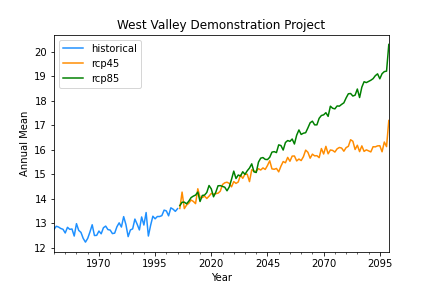 West Valley Demonstration Project
historical
rcp45
rcp85
Annual Mean
20
19
18
17
16
15
14
13
12
1970
1995
2020
2045
2070
2095
Year